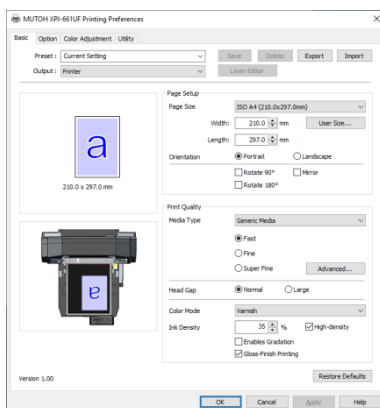 MUTOH XPJ-661UF Printing Preferences
Basic Option Color Adjustment Utility
Preset : Current Setting Save Delete Export Import
Output : Printer Layer Editor
Page Setup
Page Size ISO A4 (210.0x297.0mm)
Width: 210.0 mm User Size...
Length: 297.0 mm
Orientation Portrait Landscape
Rotate 90° Mirror
Rotate 180°
a
210.0 x 297.0 mm
Print Quality
Media Type Generic Media
Fast
Fine
Super Fine Advanced...
Head Gap Normal Large
Color Mode Varnish
Ink Density 35 % High-density
Enables Gradation
Gloss-Finish Printing
a
Version 1.00 Restore Defaults
OK Cancel Apply Help